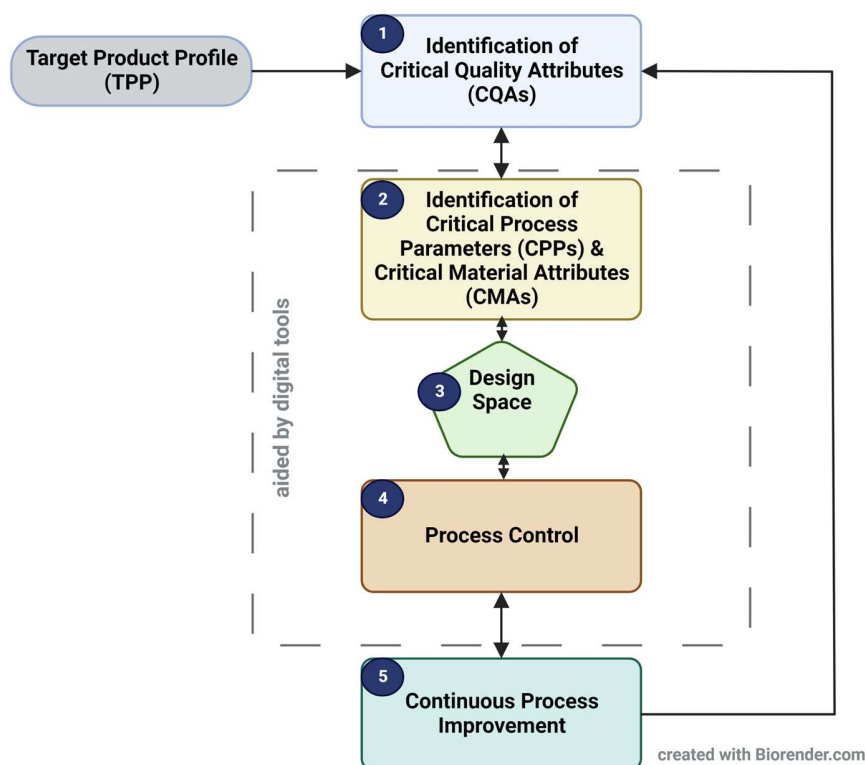 Target Product Profile
(TPP)
1
Identification of
Critical Quality Attributes
(CQAs)
2
Identification of
Critical Process
Parameters (CPPs) &
Critical Material Attributes
(CMAs)
aided by digital tools
3
Design
Space
4
Process Control
5
Continuous Process
Improvement
created with Biorender.com